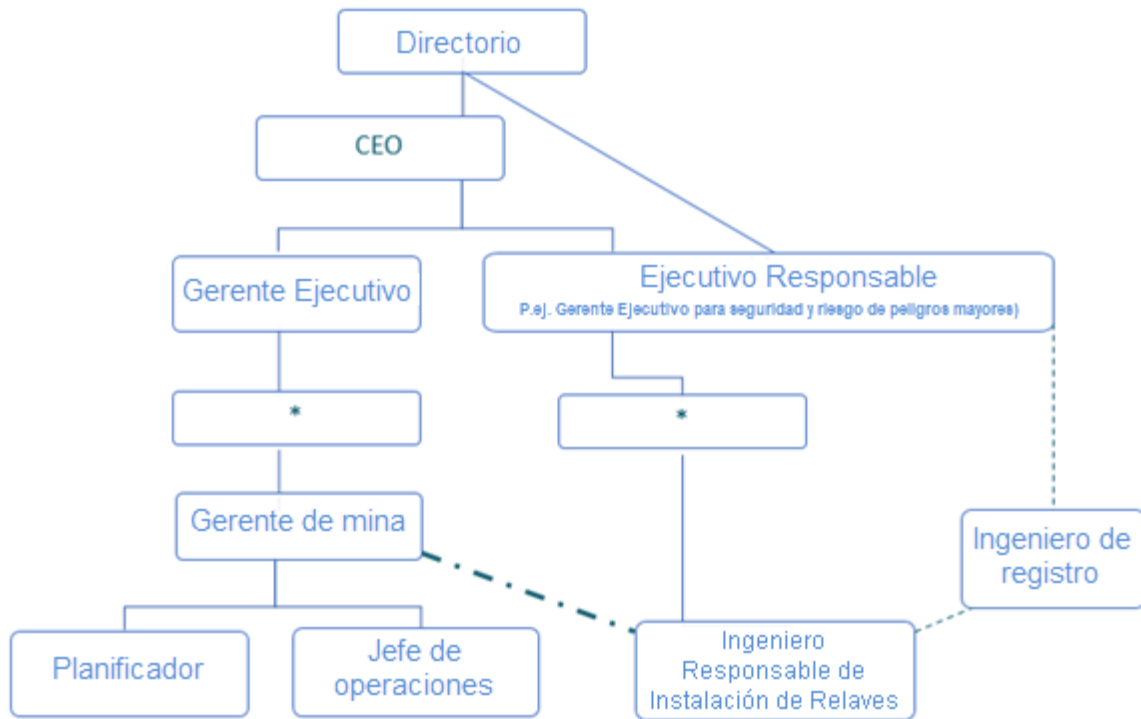 Directorio
CEO
Gerente Ejecutivo
Ejecutivo Responsable
P.ej. Gerente Ejecutivo para seguridad y riesgo de peligros mayores)
*
*
Gerente de mina
Ingeniero de
registro
Planificador
Jefe de
operaciones
Ingeniero
Responsable de
Instalación de Relaves